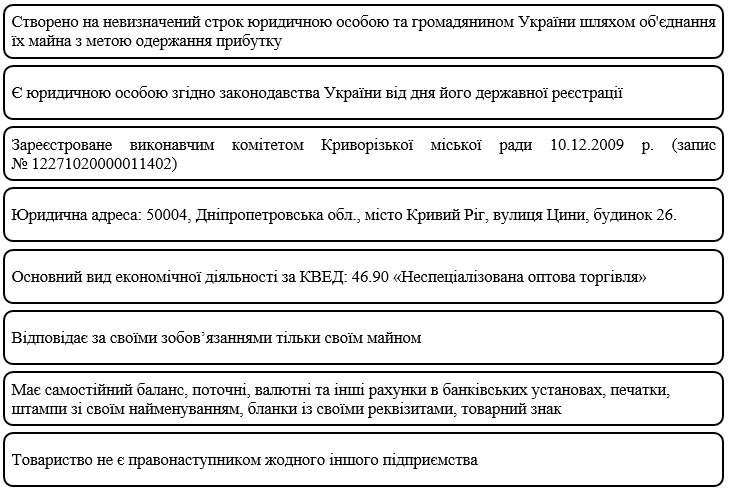 Створено на невизначений строк юридичною особою та громадянином України шляхом об'єднання
їх майна з метою одержання прибутку
Є юридичною особою згідно законодавства України від дня його державної реєстрації
Зареєстроване виконавчим комітетом Криворізької міської ради 10.12.2009 р. (запис
№ 12271020000011402)
Юридична адреса: 50004, Дніпропетровська обл., місто Кривий Ріг, вулиця Цини, будинок 26.
Основний вид економічної діяльності за КВЕД: 46.90 «Неспеціалізована оптова торгівля»
Відповідає за своїми зобов’язаннями тільки своїм майном
Має самостійний баланс, поточні, валютні та інші рахунки в банківських установах, печатки,
штампи зі своїм найменуванням, бланки із своїми реквізитами, товарний знак
Товариство не є правонаступником жодного іншого підприємства